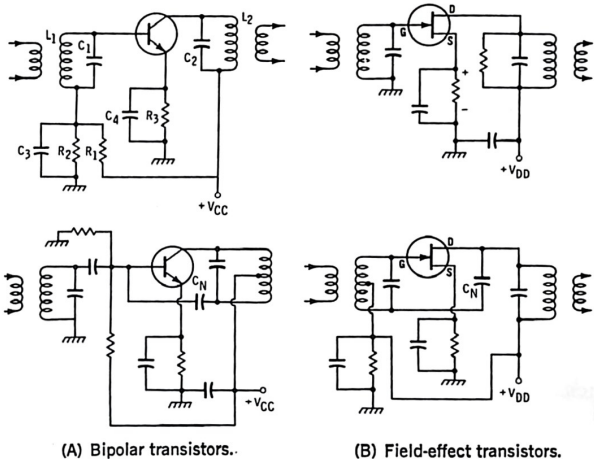 L1
C1
L2
C2
C4
R3
C3
R2
R1
+VCC
G
D
S
+
-
+VDD
CN
+VCC
G
D
S
CN
+VDD
(A) Bipolar transistors.
(B) Field-effect transistors.